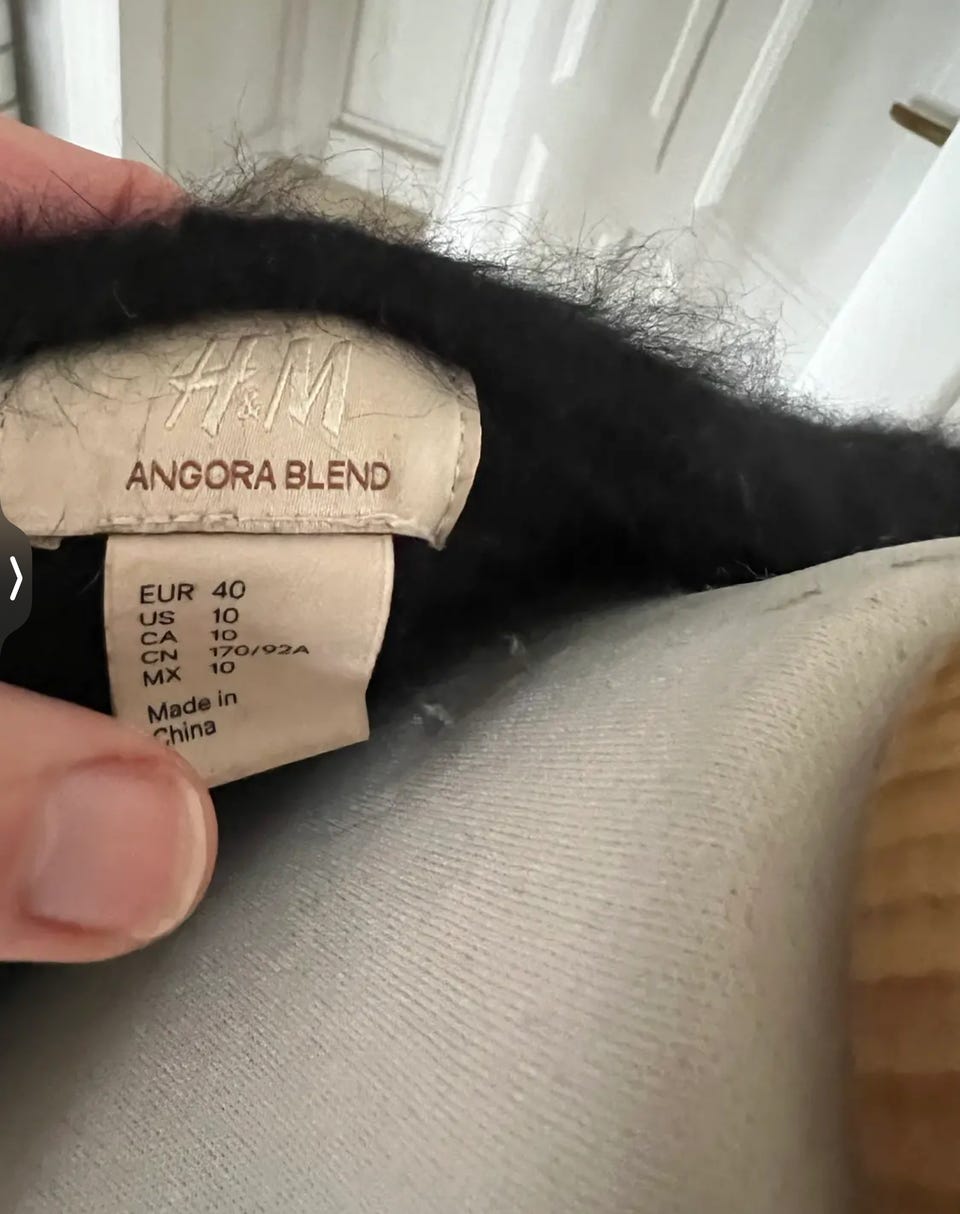 H&M
ANGORA BLEND
EUR 40
US 10
CA 10
CN 170/92A
MX 10
Made in
China